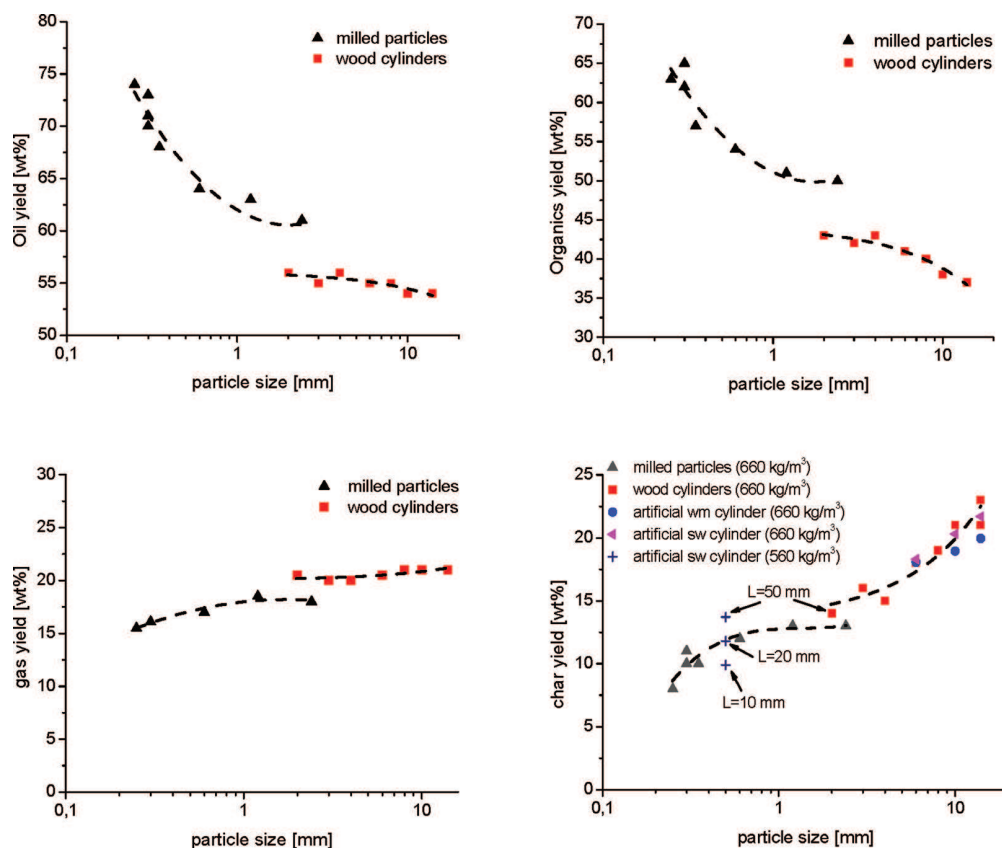 80
75
70
65
60
55
50
0,1
1
10
Oil yield [wt%]
particle size [mm]
milled particles
wood cylinders
70
65
60
55
50
45
40
35
30
0,1
1
10
Organics yield [wt%]
particle size [mm]
milled particles
wood cylinders
30
25
20
15
10
5
0
0,1
1
10
gas yield [wt%]
particle size [mm]
milled particles
wood cylinders
25
20
15
10
5
0
0,1
1
10
char yield [wt%]
particle size [mm]
milled particles (660 kg/m³)
wood cylinders (660 kg/m³)
artificial wm cylinder (660 kg/m³)
artificial sw cylinder (660 kg/m³)
artificial sw cylinder (560 kg/m³)
L=50 mm
L=20 mm
L=10 mm